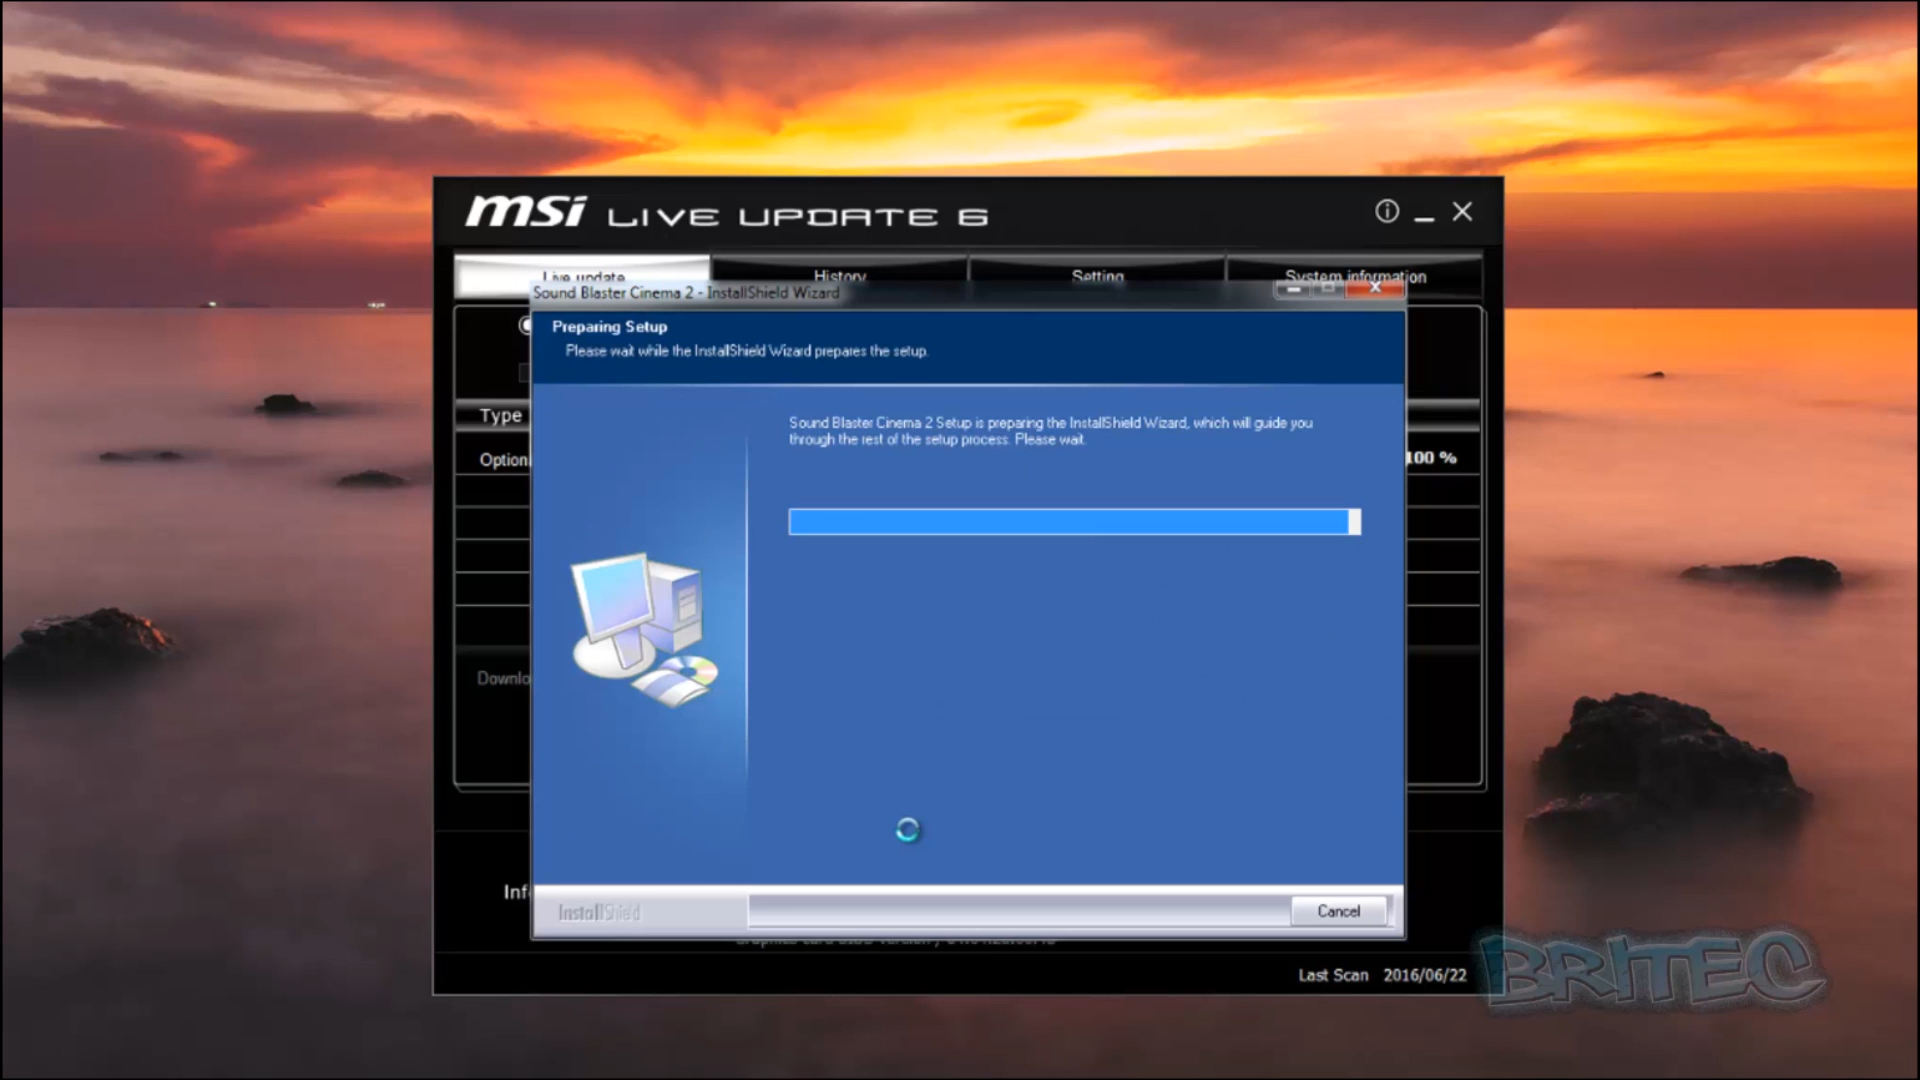 msi LIVE UPDATE 6
Live update
History
Setting
System information
Sound Blaster Cinema 2 - InstallShield Wizard
Preparing Setup
Please wait while the InstallShield Wizard prepares the setup.
Type
Sound Blaster Cinema 2 Setup is preparing the InstallShield Wizard, which will guide you
through the rest of the setup process. Please wait.
Option
100 %
Downlo
Inf
InstallShield
Cancel
Last Scan 2016/06/22
BRITEC